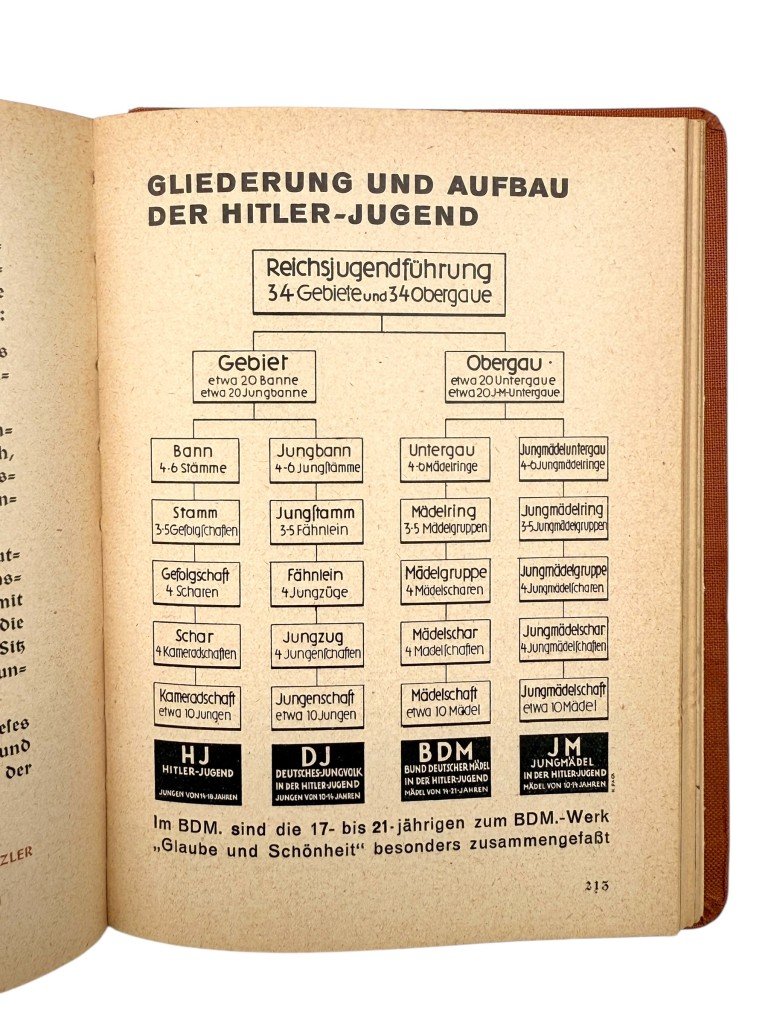 GLIEDERUNG UND AUFBAU
DER HITLER-JUGEND
Reichsjugendführung
34 Gebiete und 34 Obergaue
Gebiet
etwa 20 Banne
etwa 20 Jungbanne
Obergau
etwa 20 Untergaue
etwa 20 J-M-Untergaue
Bann
4-6 Stämme
Jungbann
4-6 Jungſtämme
Untergau
4-6 Mädelringe
Jungmädeluntergau
4-6 Jungmädelringe
Stamm
3-5 Gefolgſchaften
Jungſtamm
3-5 Fähnlein
Mädelring
3-5 Mädelgruppen
Jungmädelring
3-5 Jungmädelgruppen
Gefolgſchaft
4 Scharen
Fähnlein
4 Jungzüge
Mädelgruppe
4 Mädelscharen
Jungmädelgruppe
4 Jungmädelſcharen
Schar
4 Kameradſchaften
Jungzug
4 Jungenſchaften
Mädelschar
4 Mädelſchaften
Jungmädelschar
4 Jungmädelſchaften
Kameradschaft
etwa 10 Jungen
Jungenschaft
etwa 10 Jungen
Mädelschaft
etwa 10 Mädel
Jungmädelschaft
etwa 10 Mädel
HJ
HITLER-JUGEND
JUNGEN VON 14-18 JAHREN
DJ
DEUTSCHES-JUNGVOLK
IN DER HITLER-JUGEND
JUNGEN VON 10-14 JAHREN
BDM
BUND DEUTSCHER MÄDEL
IN DER HITLER-JUGEND
MÄDEL VON 14-21-JAHREN
JM
JUNGMÄDEL
IN DER HITLER-JUGEND
MÄDEL VON 10-14 JAHREN
Im BDM. sind die 17- bis 21-jährigen zum BDM.-Werk
„Glaube und Schönheit“ besonders zusammengefaßt
213
mit
die
Sitz
und
der